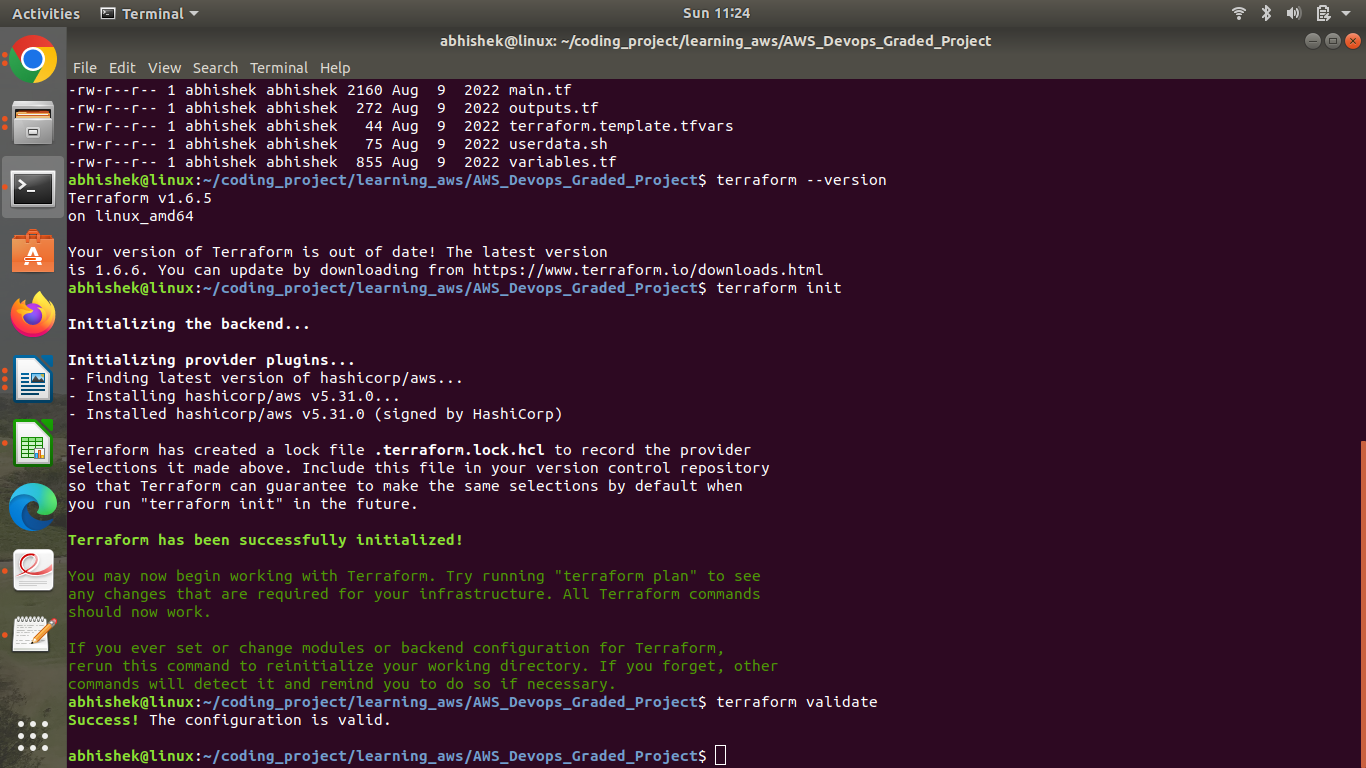 Activities Terminal Sun 11:24
abhishek@linux: ~/coding_project/learning_aws/AWS_Devops_Graded_Project
File Edit View Search Terminal Help
-rw-r--r-- 1 abhishek abhishek 2160 Aug  9  2022 main.tf
-rw-r--r-- 1 abhishek abhishek  272 Aug  9  2022 outputs.tf
-rw-r--r-- 1 abhishek abhishek   44 Aug  9  2022 terraform.template.tfvars
-rw-r--r-- 1 abhishek abhishek   75 Aug  9  2022 userdata.sh
-rw-r--r-- 1 abhishek abhishek  855 Aug  9  2022 variables.tf
abhishek@linux:~/coding_project/learning_aws/AWS_Devops_Graded_Project$ terraform --version
Terraform v1.6.5
on linux_amd64
Your version of Terraform is out of date! The latest version
is 1.6.6. You can update by downloading from https://www.terraform.io/downloads.html
abhishek@linux:~/coding_project/learning_aws/AWS_Devops_Graded_Project$ terraform init
Initializing the backend...
Initializing provider plugins...
- Finding latest version of hashicorp/aws...
- Installing hashicorp/aws v5.31.0...
- Installed hashicorp/aws v5.31.0 (signed by HashiCorp)
Terraform has created a lock file .terraform.lock.hcl to record the provider
selections it made above. Include this file in your version control repository
so that Terraform can guarantee to make the same selections by default when
you run "terraform init" in the future.
Terraform has been successfully initialized!
You may now begin working with Terraform. Try running "terraform plan" to see
any changes that are required for your infrastructure. All Terraform commands
should now work.
If you ever set or change modules or backend configuration for Terraform,
rerun this command to reinitialize your working directory. If you forget, other
commands will detect it and remind you to do so if necessary.
abhishek@linux:~/coding_project/learning_aws/AWS_Devops_Graded_Project$ terraform validate
Success! The configuration is valid.
abhishek@linux:~/coding_project/learning_aws/AWS_Devops_Graded_Project$